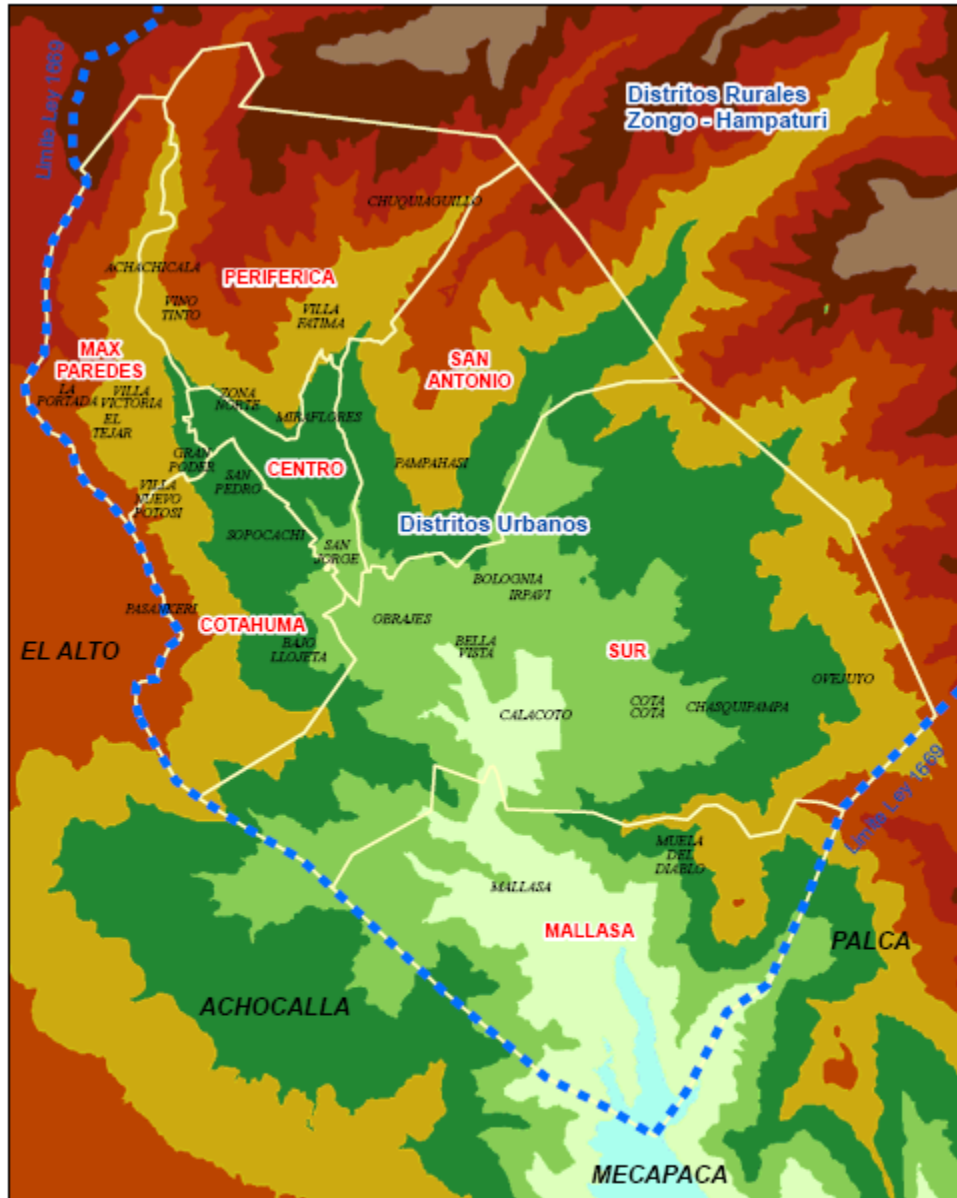 Limite Ley 1669
Distritos Rurales
Zongo - Hampaturi
CHUQUIAGUILLO
ACHACHICALA
PERIFERICA
VINO
TINTO
VILLA
FATIMA
MAX
PAREDES
SAN
ANTONIO
LA
PORTADA
VILLA
VICTORIA
EL
TEJAR
ZONA
NORTE
MIRAFLORES
GRAN
PODER
CENTRO
PAMPAHASI
SAN
PEDRO
VILLA
NUEVO
POTOSI
Distritos Urbanos
SOPOCACHI
SAN
JORGE
BOLOGNIA
IRPAVI
PASANKERI
COTAHUMA
OBRAJES
EL ALTO
BAJO
LLOJETA
BELLA
VISTA
SUR
OVEJUYO
CALACOTO
COTA
COTA
CHASQUIPAMPA
Limite Ley 1669
MUELA
DEL
DIABLO
MALLASA
MALLASA
PALCA
ACHOCALLA
MECAPACA